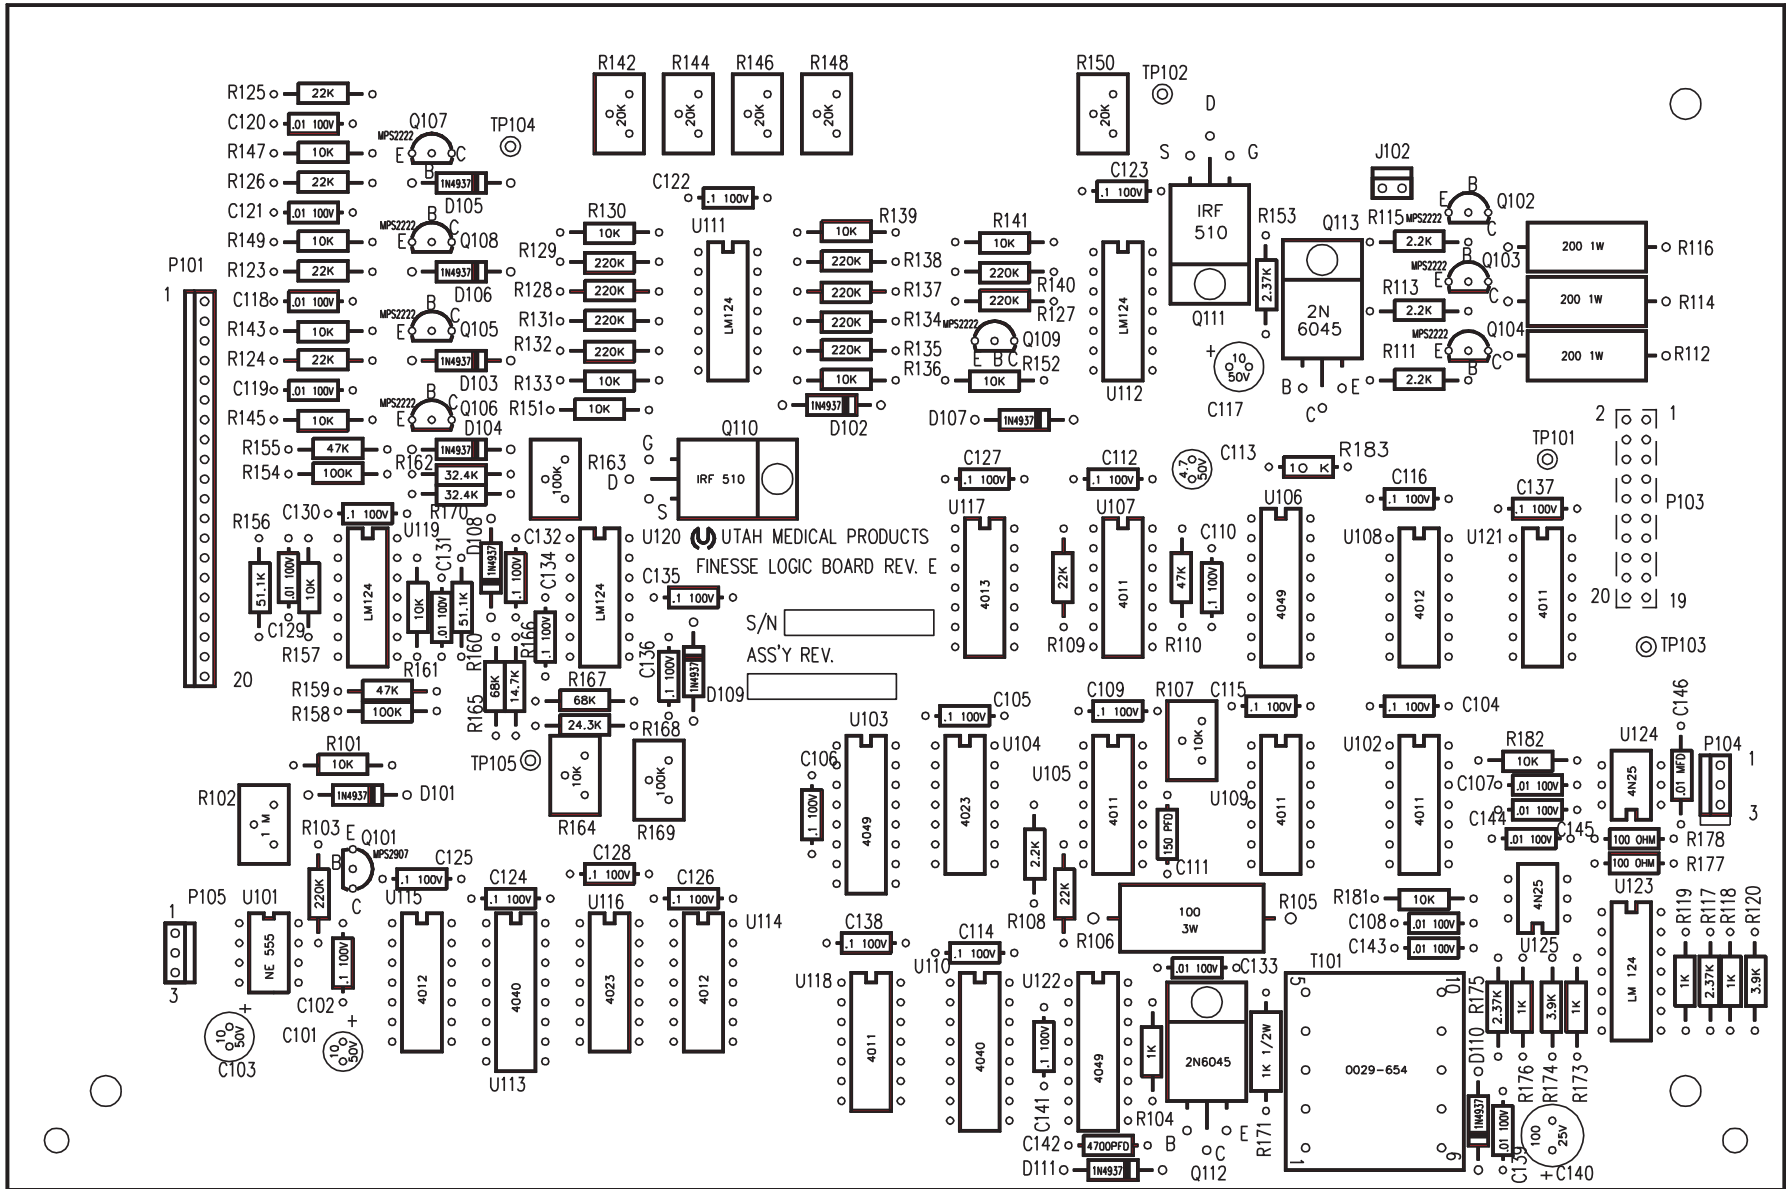 R142 R144 R146 R148 R150 TP102
20K 20K 20K 20K 20K
R125 22K
C120 .01 100V
R147 10K
R126 22K
C121 .01 100V
R149 10K
R123 22K
C118 .01 100V
R143 10K
R124 22K
C119 .01 100V
R145 10K
R155 47K
R154 100K
P101
1
20
Q107
MPS2222
E B C
1N4937
D105
MPS2222
E B C Q108
1N4937
D106
MPS2222
E B C Q105
1N4937
D103
MPS2222
E B C Q106
D104
1N4937
R162 32.4K
32.4K
R170
TP104
C122 .1 100V
U111
LM124
R130
10K
R129
220K
R128 220K
R131 220K
R132 220K
R133 10K
R151 10K
R139
10K
R138
220K
R137 220K
R134 220K
R135 220K
R136 10K
1N4937
D102
R141
10K
220K
R140
220K
R127
MPS2222
Q109
E B C
R152
10K
D107 1N4937
C123
.1 100V
LM124
U112
D
S G
IRF
510
Q111
R153
2.37K
+
10
50V
C117
Q113
2N
6045
B E
C
J102
R115 MPS2222
2.2K
E B C
Q102
Q103
MPS2222
E B C
R113
2.2K
Q104
MPS2222
E B C
R111
2.2K
200 1W R116
200 1W R114
200 1W R112
2 1
P103
20 19
TP101
TP103
R163
100K
Q110
G
D
S
IRF 510
UTAH MEDICAL PRODUCTS
FINESSE LOGIC BOARD REV. E
S/N
ASS'Y REV.
C130 .1 100V
R156
51.1K
.01 100V
10K
C129
R157
U119
LM124
C131
10K
.01 100V
51.1K
R161
R160
D108
1N4937
C132
.1 100V
C134
.1 100V
R166
U120
LM124
C135
.1 100V
C136
.1 100V
1N4937
D109
R159 47K
R158 100K
R165
68K
14.7K
R167
68K
24.3K
R168
TP105
10K
R164
100K
R169
C127
.1 100V
U117
4013
C112
.1 100V
U107
4011
22K
R109
4.7
50V
C113
R183
10 K
47K
R110
C110
.1 100V
U106
4049
C116
.1 100V
U108
4012
C137
.1 100V
U121
4011
R101
10K
1N4937 D101
R102
1 M
R103
220K
Q101
E
B
C
MPS2907
P105
1
3
U101
NE 555
C102
.1 100V
+
10
50V
C103
C101
+
10
50V
C125
.1 100V
U115
4012
C124
.1 100V
4040
U113
C128
.1 100V
U116
4023
C126
.1 100V
U114
4012
C106
.1 100V
U103
4049
C105
.1 100V
U104
4023
C109
.1 100V
U105
4011
R107
10K
C115
.1 100V
U109
4011
C104
.1 100V
U102
4011
150 PFD
C111
2.2K
R108
22K
R106
100
3W
R105
R182
10K
C107 .01 100V
.01 100V
C144
.01 100V
C145
U124
4N25
C146
.01 MFD
P104
1
3
100 OHM R178
100 OHM R177
4N25
U125
U123
LM 124
R119 R117 R118 R120
1K 2.37K 1K 3.9K
R181 10K
C108 .01 100V
C143 .01 100V
C138
.1 100V
U118
4011
C114
.1 100V
U110
4040
U122
4049
.1 100V
C141
C142 4700PFD
D111 1N4937
1K
R104
.01 100V C133
2N6045
B E
C
Q112
1K 1/2W
R171
T101
5 10
0029-654
1 6
R175
2.37K 1K 3.9K 1K
R176 R174 R173
D110
1N4937
.01 100V
C139
100
25V
+ C140